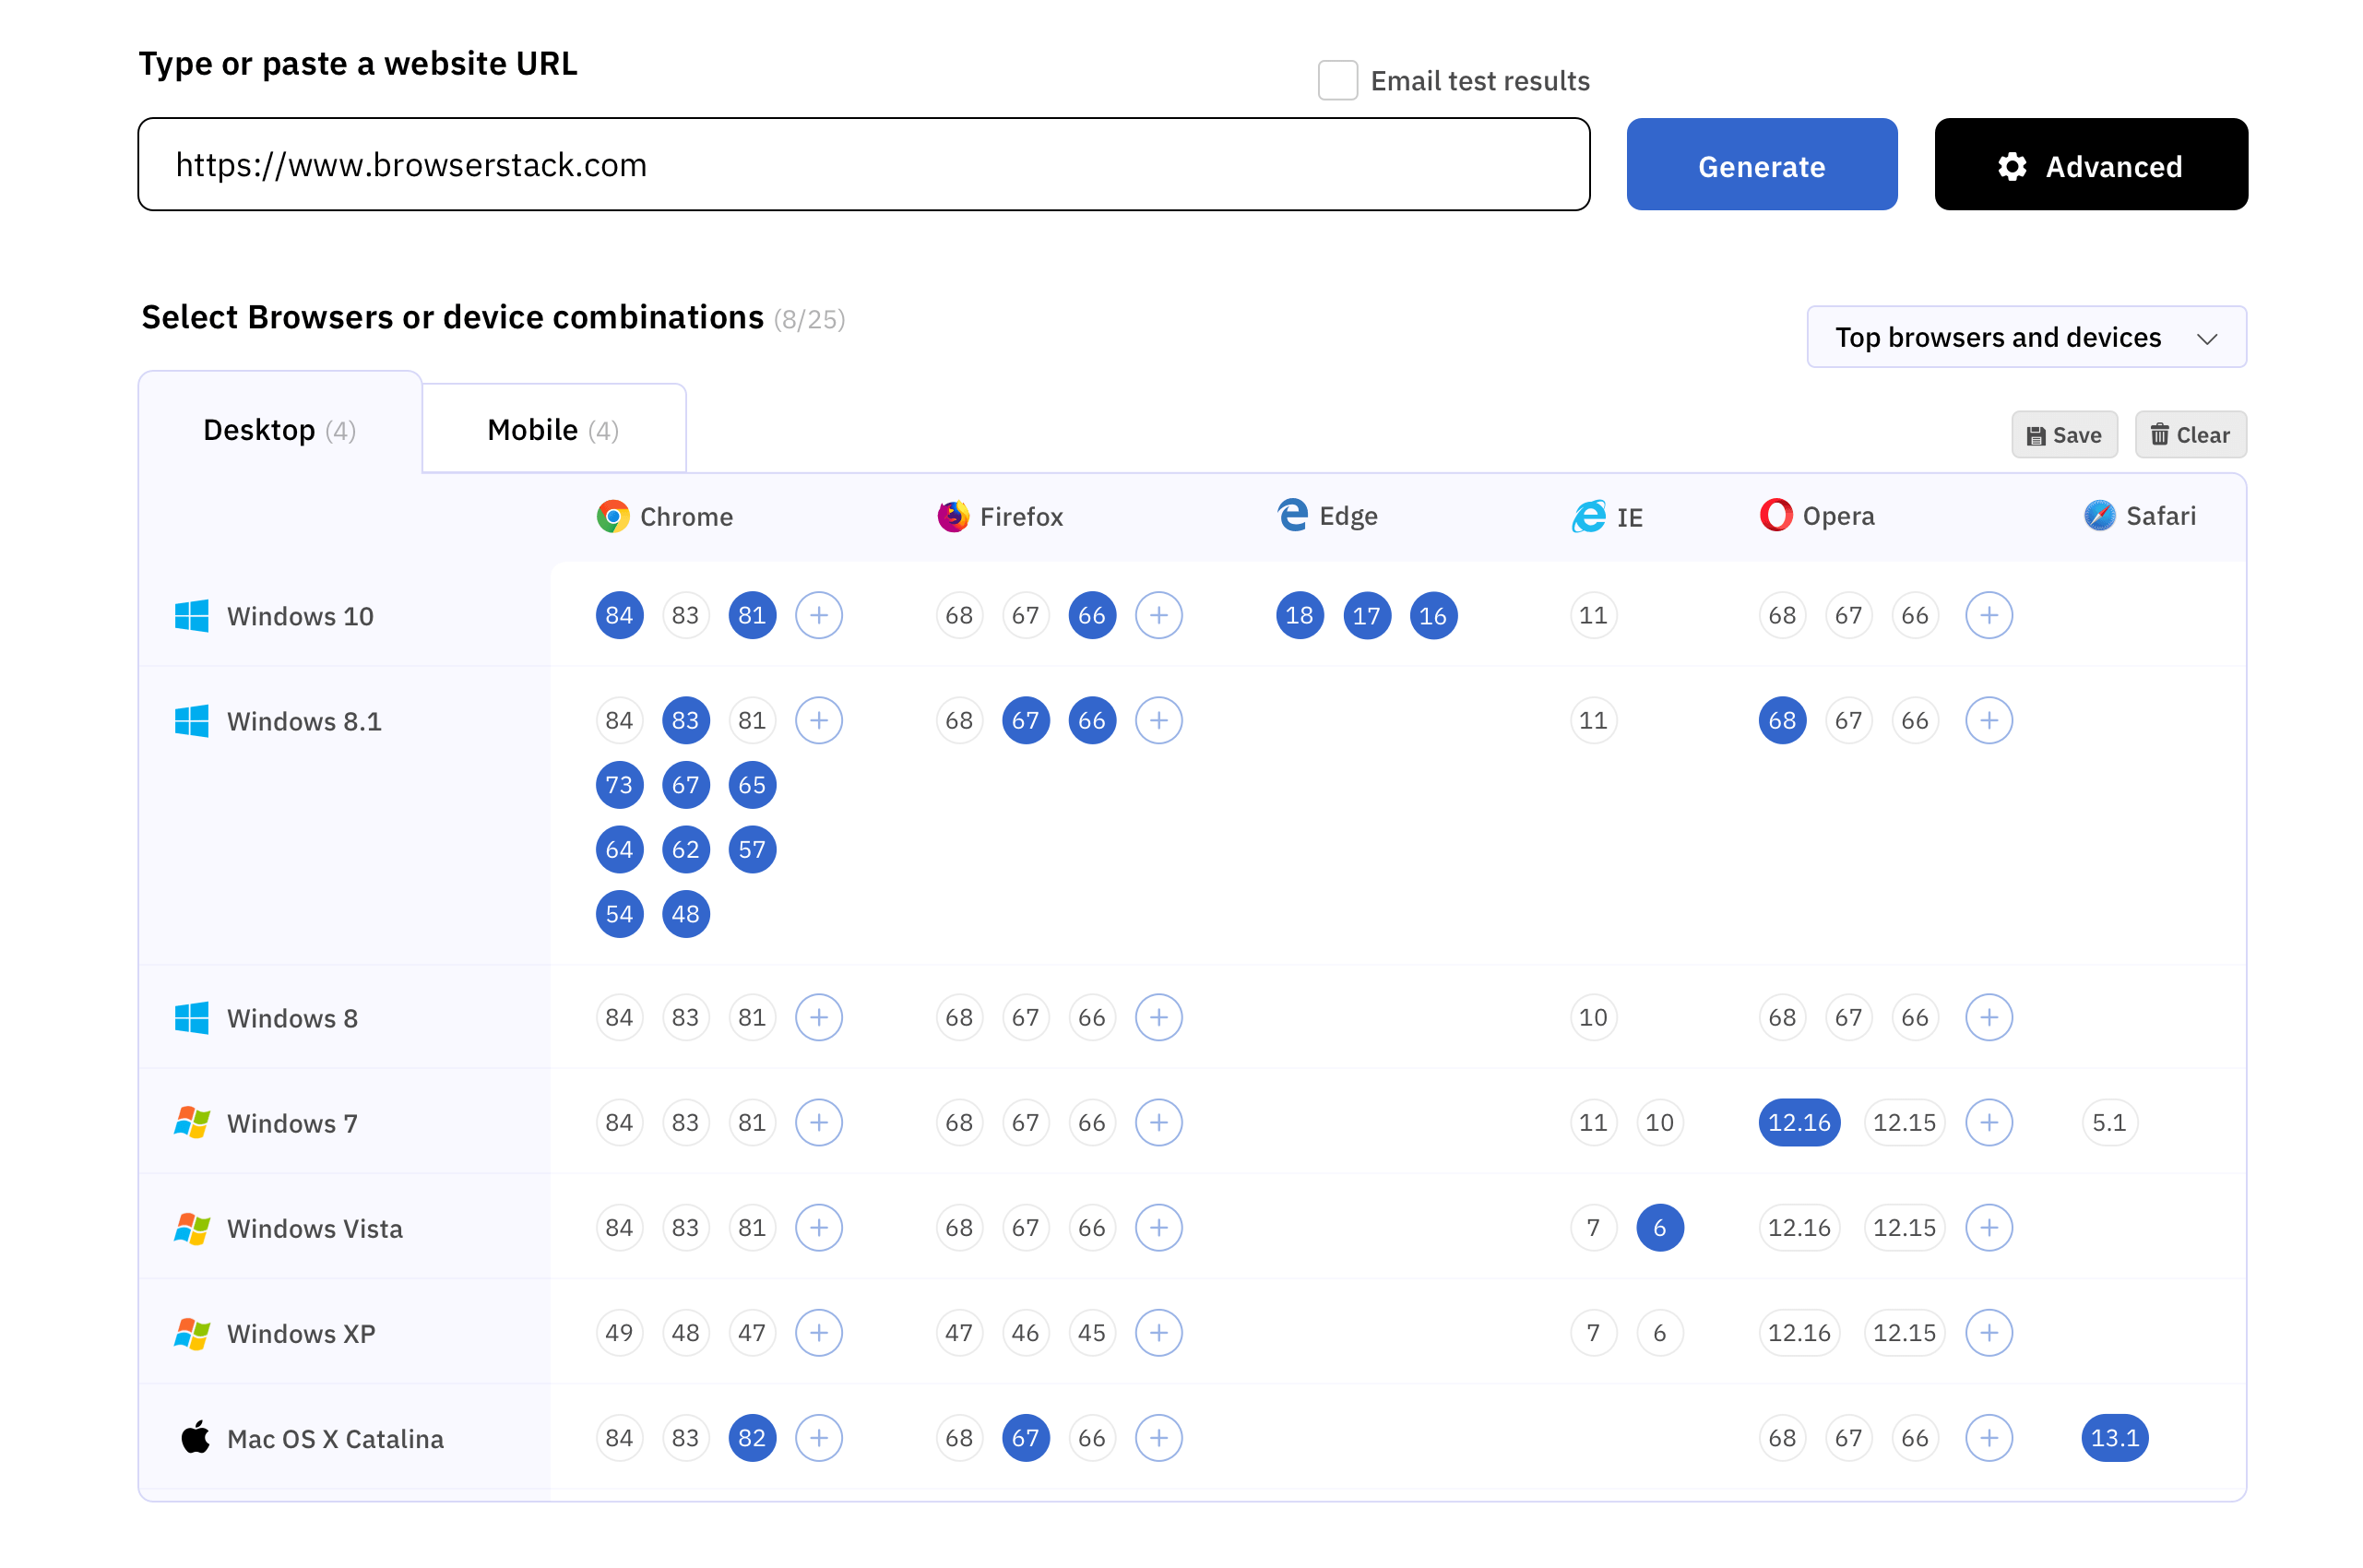 Type or paste a website URL
Email test results
https://www.browserstack.com
Generate
Advanced
Select Browsers or device combinations (8/25)
Top browsers and devices
Desktop (4)
Mobile (4)
Save
Clear
Chrome Firefox Edge IE Opera Safari
Windows 10 84 83 81 + 68 67 66 + 18 17 16 11 68 67 66 +
Windows 8.1 84 83 81 + 68 67 66 + 11 68 67 66 +
73 67 65
64 62 57
54 48
Windows 8 84 83 81 + 68 67 66 + 10 68 67 66 +
Windows 7 84 83 81 + 68 67 66 + 11 10 12.16 12.15 + 5.1
Windows Vista 84 83 81 + 68 67 66 + 7 6 12.16 12.15 +
Windows XP 49 48 47 + 47 46 45 + 7 6 12.16 12.15 +
Mac OS X Catalina 84 83 82 + 68 67 66 + 68 67 66 + 13.1